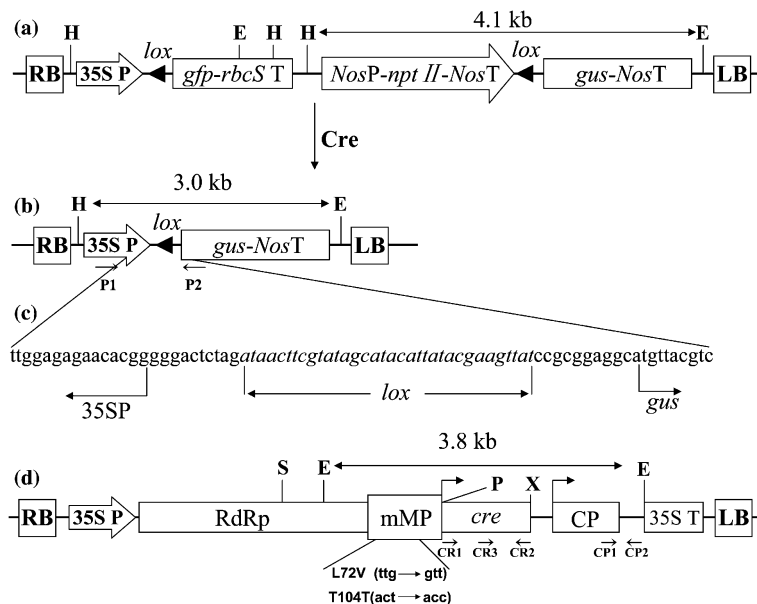 (a) H E H H 4.1 kb E
RB 35S P lox gfp-rbcS T NosP-npt II-NosT lox gus-NosT LB
Cre
(b) H 3.0 kb E
RB 35S P lox gus-NosT LB
P1 P2
(c)
ttggagagaacacgggggactctagataacttcgtatagcatacattatacgaagttatccgcggaggcatgttacgtc
35SP lox gus
3.8 kb
(d) S E P X E
RB 35S P RdRp mMP cre CP 35S T LB
CR1 CR3 CR2 CP1 CP2
L72V (ttg → gtt)
T104T(act → acc)